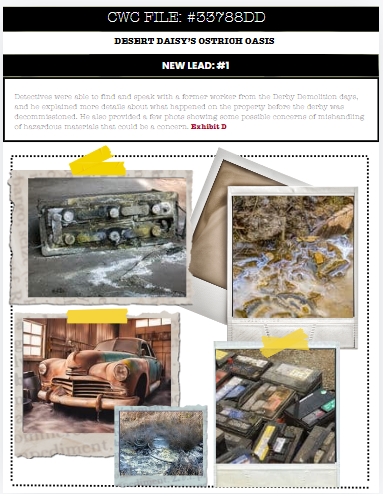 CWC FILE: #33788DD
DESERT DAISY'S OSTRICH OASIS
NEW LEAD: #1
Detectives were able to find and speak with a former worker from the Derby Demolition days,
and he explained more details about what happened on the property before the derby was
decommissioned. He also provided a few photo showing some possible concerns of mishandling
of hazardous materials that could be a concern. Exhibit D